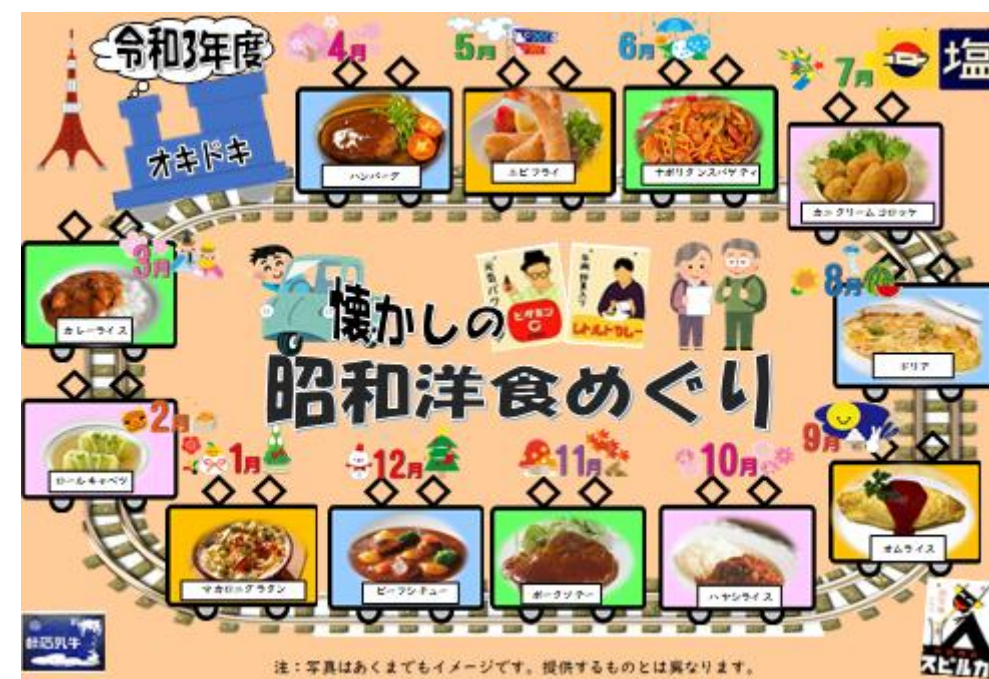 令和3年度
オキドキ
4月
ハンバーグ
5月
エビフライ
6月
ナポリタンスパゲティ
7月
カニクリームコロッケ
塩
8月
ドリア
9月
オムライス
10月
ハヤシライス
11月
ポークソテー
12月
ビーフシチュー
1月
マカロニグラタン
2月
ロールキャベツ
3月
カレーライス
懐かしの
昭和洋食めぐり
レトルトカレー
スピルカ
注：写真はあくまでもイメージです。提供するものとは異なります。